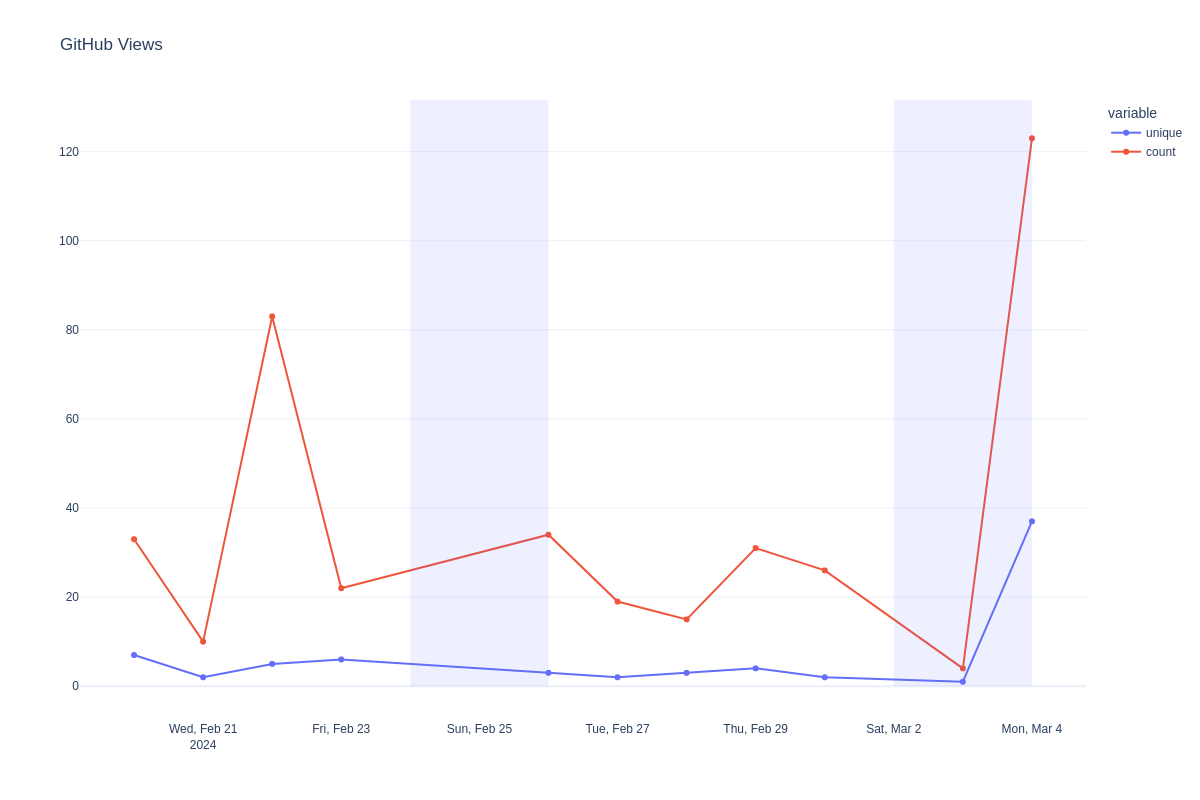 GitHub Views
variable
unique
count
120
100
80
60
40
20
0
Wed, Feb 21
2024
Fri, Feb 23
Sun, Feb 25
Tue, Feb 27
Thu, Feb 29
Sat, Mar 2
Mon, Mar 4